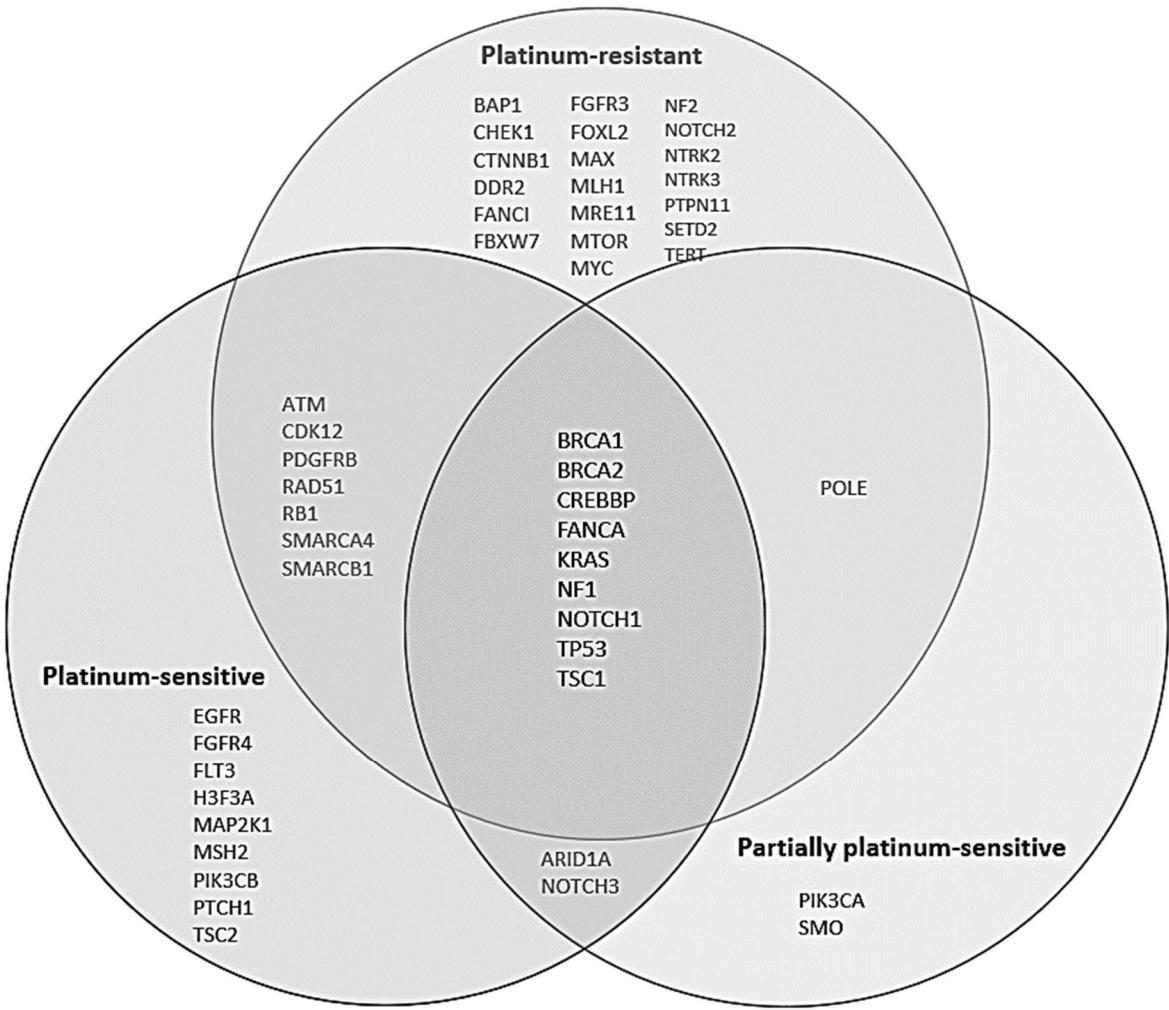 Platinum-resistant
BAP1
CHEK1
CTNNB1
DDR2
FANCI
FBXW7
FGFR3
FOXL2
MAX
MLH1
MRE11
MTOR
MYC
NF2
NOTCH2
NTRK2
NTRK3
PTPN11
SETD2
TERT
ATM
CDK12
PDGFRB
RAD51
RB1
SMARCA4
SMARCB1
BRCA1
BRCA2
CREBBP
FANCA
KRAS
NF1
NOTCH1
TP53
TSC1
POLE
Platinum-sensitive
EGFR
FGFR4
FLT3
H3F3A
MAP2K1
MSH2
PIK3CB
PTCH1
TSC2
ARID1A
NOTCH3
Partially platinum-sensitive
PIK3CA
SMO